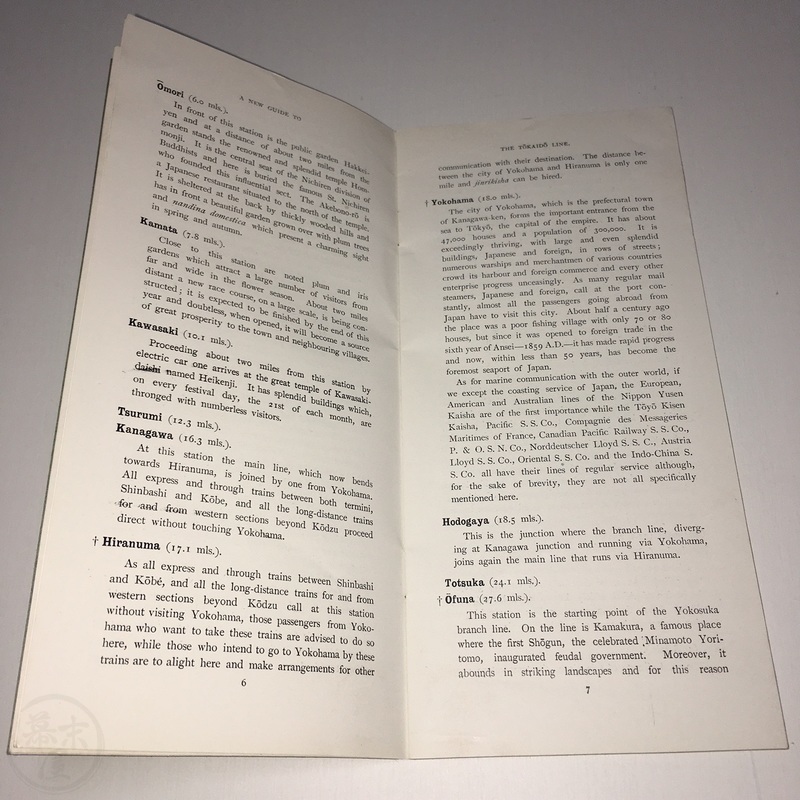 A NEW GUIDE TO
Ōmori (6.0 mls.).
In front of this station is the public garden Hakkei-
yen and at a distance of about two miles from the
garden stands the renowned and splendid temple Hom-
monji. It is the central seat of the Nichiren division of
Buddhists and here is buried the famous St. Nichiren
who founded this influential sect. The Akebono-rō is
a Japanese restaurant situated to the north of the temple.
It is sheltered at the back by thickly wooded hills and
has in front a beautiful garden grown over with plum trees
and nandina domestica which present a charming sight
in spring and autumn.
Kamata (7.8 mls.).
Close to this station are noted plum and iris
gardens which attract a large number of visitors from
far and wide in the flower season. About two miles
distant a new race course, on a large scale, is being con-
structed; it is expected to be finished by the end of this
year and doubtless, when opened, it will become a source
of great prosperity to the town and neighbouring villages.
Kawasaki (10.1 mls.).
Proceeding about two miles from this station by
electric car one arrives at the great temple of Kawasaki-
daishi named Heikenji. It has splendid buildings which,
on every festival day, the 21st of each month, are
thronged with numberless visitors.
Tsurumi (12.3 mls.).
Kanagawa (16.3 mls.).
At this station the main line, which now bends
towards Hiranuma, is joined by one from Yokohama.
All express and through trains between both termini,
Shinbashi and Kōbe, and all the long-distance trains
for and from western sections beyond Kōdzu proceed
direct without touching Yokohama.
† Hiranuma (17.1 mls.).
As all express and through trains between Shinbashi
and Kōbé, and all the long-distance trains for and from
western sections beyond Kōdzu call at this station
without visiting Yokohama, those passengers from Yoko-
hama who want to take these trains are advised to do so
here, while those who intend to go to Yokohama by these
trains are to alight here and make arrangements for other
6
THE TŌKAIDŌ LINE.
communication with their destination. The distance be-
tween the city of Yokohama and Hiranuma is only one
mile and jinrikisha can be hired.
† Yokohama (18.0 mls.).
The city of Yokohama, which is the prefectural town
of Kanagawa-ken, forms the important entrance from the
sea to Tōkyō, the capital of the empire. It has about
47,000 houses and a population of 300,000. It is
exceedingly thriving, with large and even splendid
buildings, Japanese and foreign, in rows of streets;
numerous warships and merchantmen of various countries
crowd its harbour and foreign commerce and every other
enterprise progress unceasingly. As many regular mail
steamers, Japanese and foreign, call at the port con-
stantly, almost all the passengers going abroad from
Japan have to visit this city. About half a century ago
the place was a poor fishing village with only 70 or 80
houses, but since it was opened to foreign trade in the
sixth year of Ansei—1859 A.D.—it has made rapid progress
and now, within less than 50 years, has become the
foremost seaport of Japan.
As for marine communication with the outer world, if
we except the coasting service of Japan, the European,
American and Australian lines of the Nippon Yusen
Kaisha are of the first importance while the Tōyō Kisen
Kaisha, Pacific S. S. Co., Compagnie des Messageries
Maritimes of France, Canadian Pacific Railway S. S. Co.,
P. & O. S. N. Co., Norddeutscher Lloyd S. S. C., Austria
Lloyd S. S. Co., Oriental S. S. Co. and the Indo-China S.
S. Co. all have their lines of regular service although,
for the sake of brevity, they are not all specifically
mentioned here.
Hodogaya (18.5 mls.).
This is the junction where the branch line, diverg-
ing at Kanagawa junction and running via Yokohama,
joins again the main line that runs via Hiranuma.
Totsuka (24.1 mls.).
† Ōfuna (27.6 mls.).
This station is the starting point of the Yokosuka
branch line. On the line is Kamakura, a famous place
where the first Shōgun, the celebrated Minamoto Yori-
tomo, inaugurated feudal government. Moreover, it
abounds in striking landscapes and for this reason
7
幕末屋